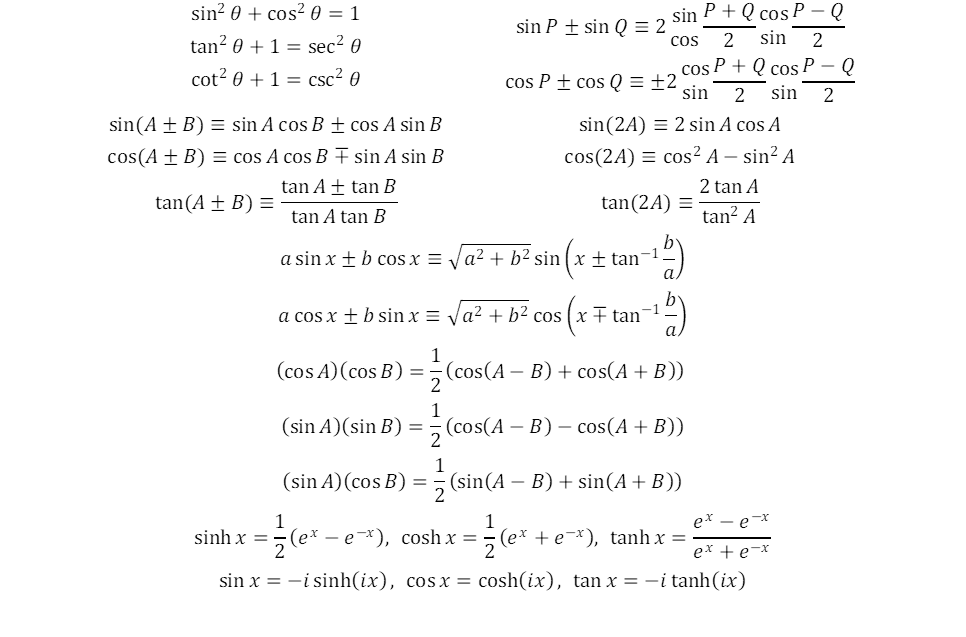 sin² θ + cos² θ = 1
tan² θ + 1 = sec² θ
cot² θ + 1 = csc² θ
sin P ± sin Q ≡ 2 sin/cos (P + Q)/2 cos/sin (P − Q)/2
cos P ± cos Q ≡ ±2 cos/sin (P + Q)/2 cos/sin (P − Q)/2
sin(A ± B) ≡ sin A cos B ± cos A sin B
sin(2A) ≡ 2 sin A cos A
cos(A ± B) ≡ cos A cos B ∓ sin A sin B
cos(2A) ≡ cos² A − sin² A
tan(A ± B) ≡ (tan A ± tan B)/(tan A tan B)
tan(2A) ≡ (2 tan A)/(tan² A)
a sin x ± b cos x ≡ √(a² + b²) sin(x ± tan⁻¹ b/a)
a cos x ± b sin x ≡ √(a² + b²) cos(x ∓ tan⁻¹ b/a)
(cos A)(cos B) = 1/2 (cos(A − B) + cos(A + B))
(sin A)(sin B) = 1/2 (cos(A − B) − cos(A + B))
(sin A)(cos B) = 1/2 (sin(A − B) + sin(A + B))
sinh x = 1/2 (eˣ − e⁻ˣ), cosh x = 1/2 (eˣ + e⁻ˣ), tanh x = (eˣ − e⁻ˣ)/(eˣ + e⁻ˣ)
sin x = −i sinh(ix), cos x = cosh(ix), tan x = −i tanh(ix)